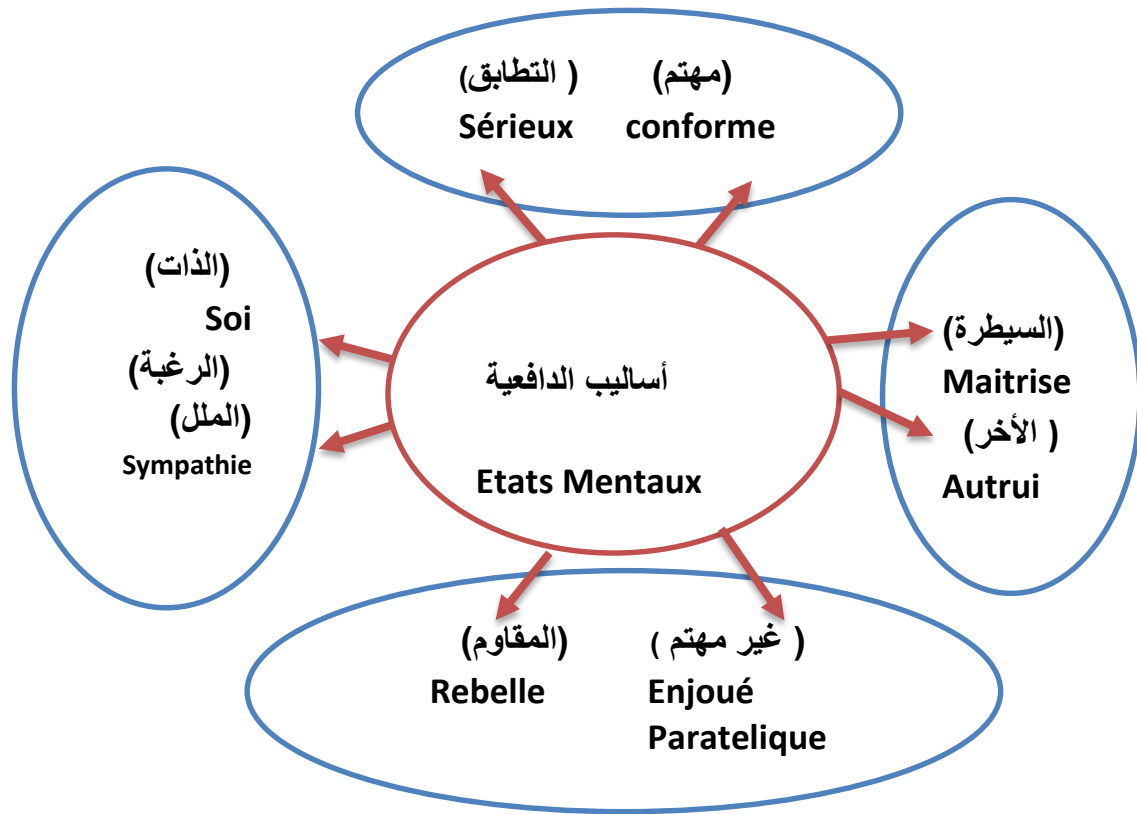 (التطابق ) (مهتم)
Sérieux conforme
(الذات)
Soi
(الرغبة)
(الملل)
Sympathie
أساليب الدافعية
Etats Mentaux
(السيطرة)
Maitrise
( الأخر)
Autrui
(المقاوم) ( غير مهتم )
Rebelle Enjoué
Paratelique